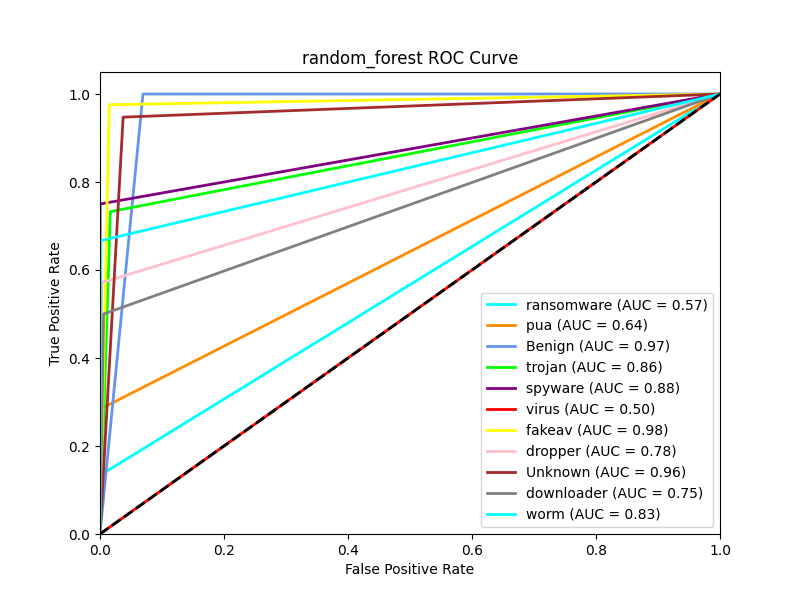 random_forest ROC Curve
True Positive Rate
1.0
0.8
0.6
0.4
0.2
0.0
0.0 0.2 0.4 0.6 0.8 1.0
False Positive Rate
ransomware (AUC = 0.57)
pua (AUC = 0.64)
Benign (AUC = 0.97)
trojan (AUC = 0.86)
spyware (AUC = 0.88)
virus (AUC = 0.50)
fakeav (AUC = 0.98)
dropper (AUC = 0.78)
Unknown (AUC = 0.96)
downloader (AUC = 0.75)
worm (AUC = 0.83)